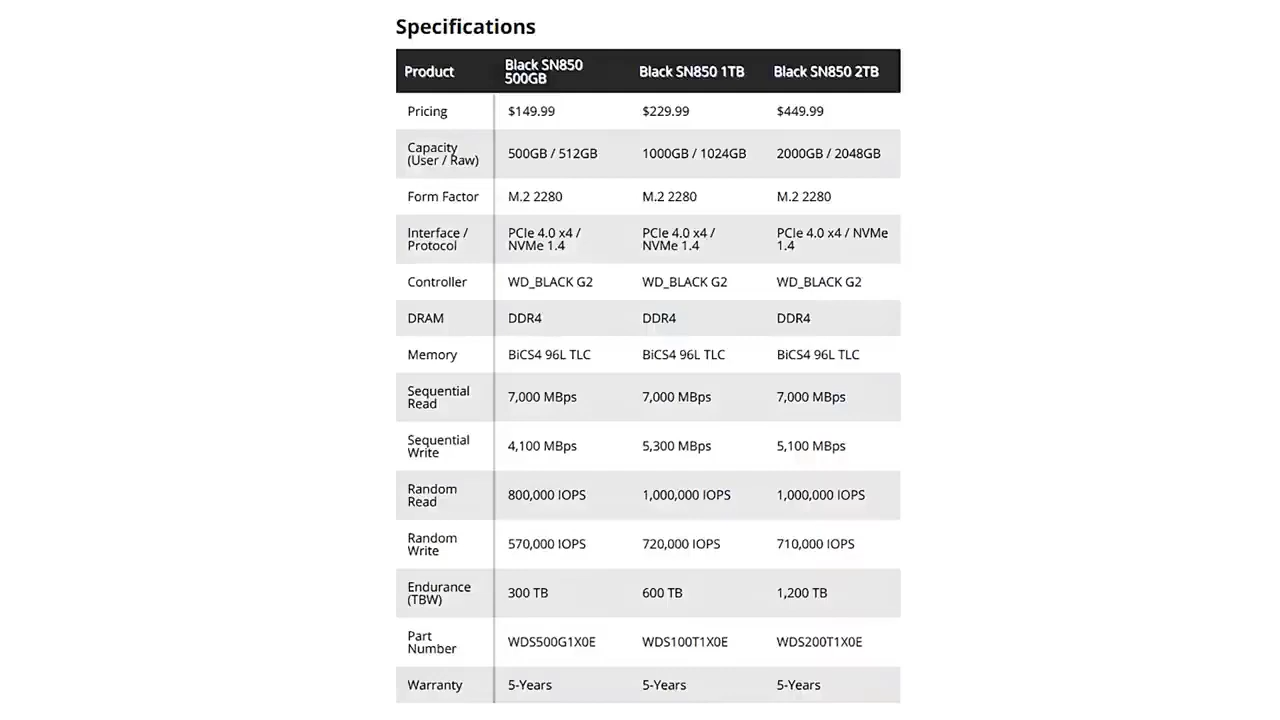 Specifications
Product Black SN850 500GB Black SN850 1TB Black SN850 2TB
Pricing $149.99 $229.99 $449.99
Capacity (User / Raw) 500GB / 512GB 1000GB / 1024GB 2000GB / 2048GB
Form Factor M.2 2280 M.2 2280 M.2 2280
Interface / Protocol PCIe 4.0 x4 / NVMe 1.4 PCIe 4.0 x4 / NVMe 1.4 PCIe 4.0 x4 / NVMe 1.4
Controller WD_BLACK G2 WD_BLACK G2 WD_BLACK G2
DRAM DDR4 DDR4 DDR4
Memory BiCS4 96L TLC BiCS4 96L TLC BiCS4 96L TLC
Sequential Read 7,000 MBps 7,000 MBps 7,000 MBps
Sequential Write 4,100 MBps 5,300 MBps 5,100 MBps
Random Read 800,000 IOPS 1,000,000 IOPS 1,000,000 IOPS
Random Write 570,000 IOPS 720,000 IOPS 710,000 IOPS
Endurance (TBW) 300 TB 600 TB 1,200 TB
Part Number WDS500G1X0E WDS100T1X0E WDS200T1X0E
Warranty 5-Years 5-Years 5-Years